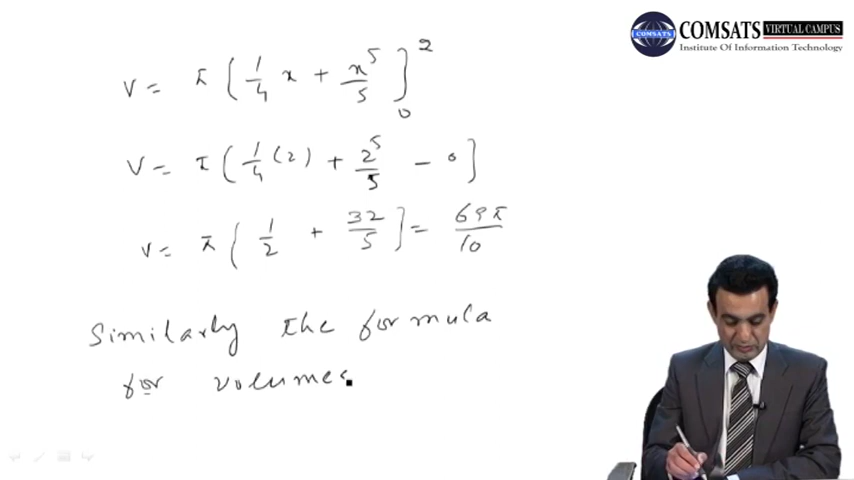 COMSATS VIRTUAL CAMPUS
COMSATS
Institute Of Information Technology
V = π [ 1/4 x + x^5/5 ]_0^2
V = π [ 1/4 (2) + 2^5/5 - 0 ]
V = π [ 1/2 + 32/5 ] = 69π/10
Similarly the formula
for volumes